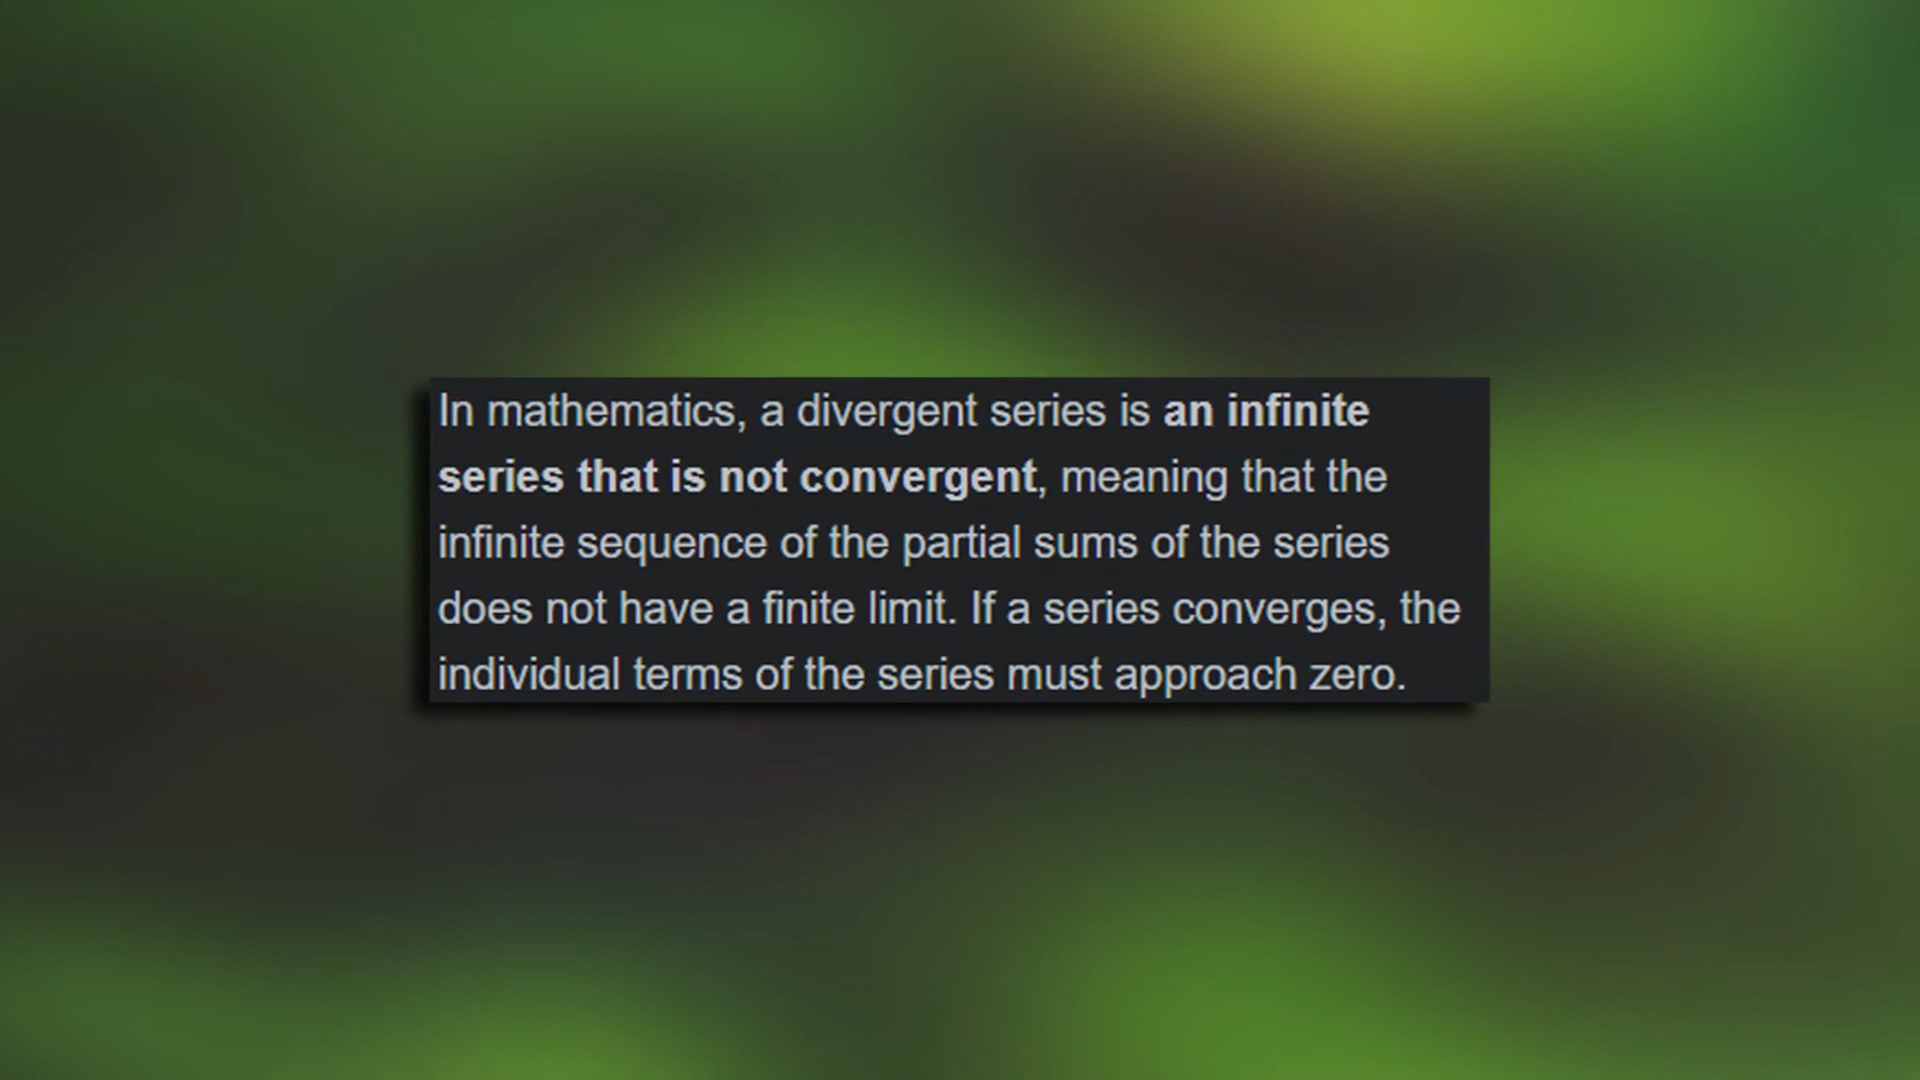 In mathematics, a divergent series is an infinite
series that is not convergent, meaning that the
infinite sequence of the partial sums of the series
does not have a finite limit. If a series converges, the
individual terms of the series must approach zero.